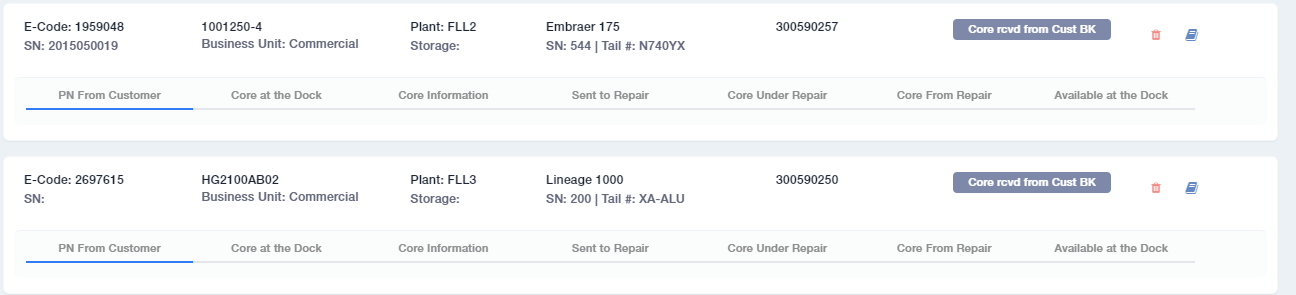 E-Code: 1959048 1001250-4 Plant: FLL2 Embraer 175 300590257 Core rcvd from Cust BK
SN: 2015050019 Business Unit: Commercial Storage: SN: 544 | Tail #: N740YX
PN From Customer Core at the Dock Core Information Sent to Repair Core Under Repair Core From Repair Available at the Dock
E-Code: 2697615 HG2100AB02 Plant: FLL3 Lineage 1000 300590250 Core rcvd from Cust BK
SN: Business Unit: Commercial Storage: SN: 200 | Tail #: XA-ALU
PN From Customer Core at the Dock Core Information Sent to Repair Core Under Repair Core From Repair Available at the Dock